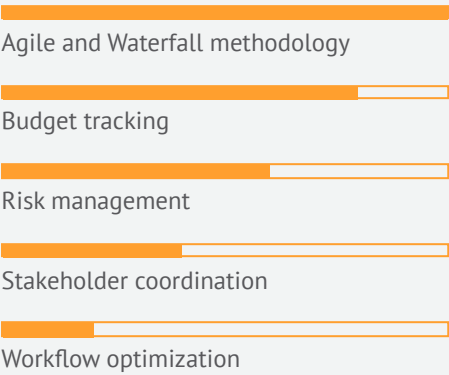 Agile and Waterfall methodology
Budget tracking
Risk management
Stakeholder coordination
Workflow optimization